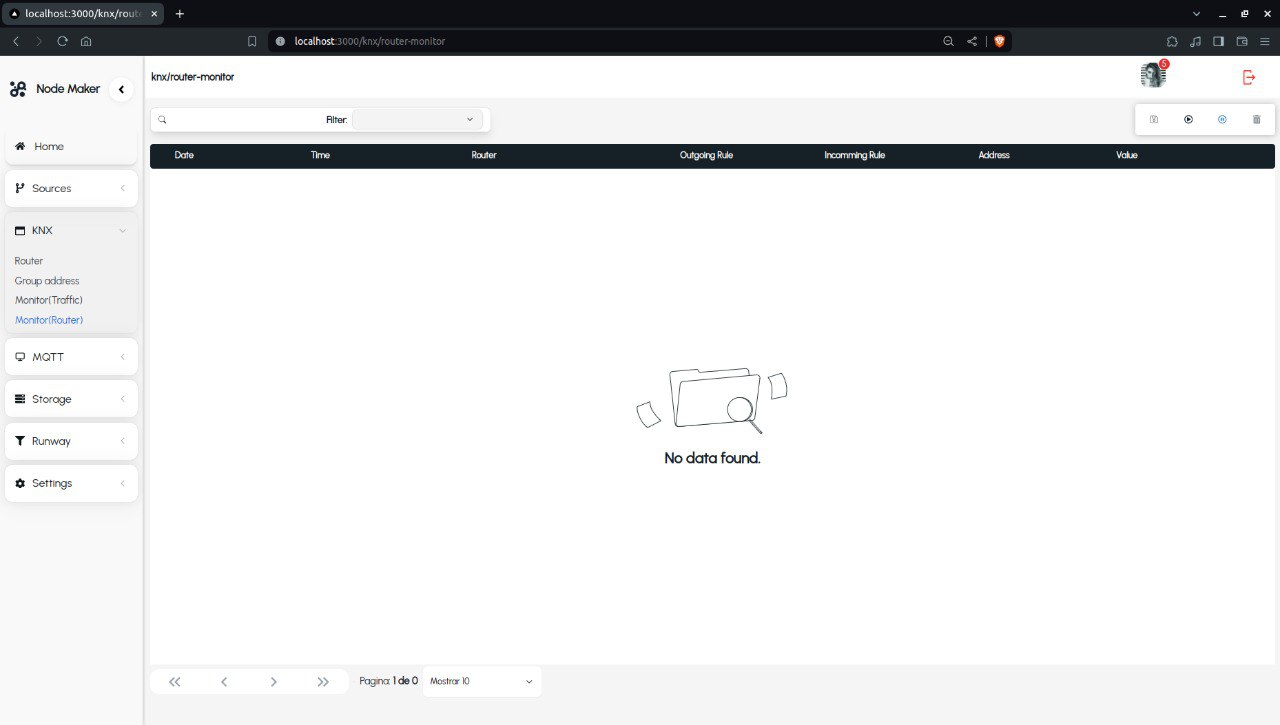 localhost:3000/knx/route
localhost:3000/knx/router-monitor
Node Maker
knx/router-monitor
5
Home
Sources
KNX
Router
Group address
Monitor(Traffic)
Monitor(Router)
MQTT
Storage
Runway
Settings
Filter:
Date Time Router Outgoing Rule Incomming Rule Address Value
No data found.
Pagina: 1 de 0 Mostrar 10